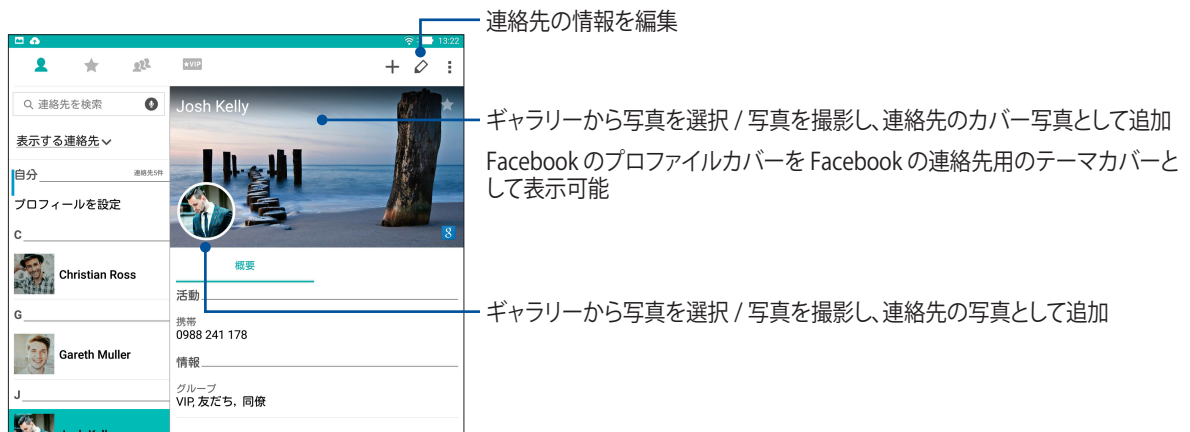 連絡先の情報を編集
13:22
VIP
連絡先を検索
Josh Kelly
ギャラリーから写真を選択 / 写真を撮影し、連絡先のカバー写真として追加
表示する連絡先
Facebook のプロファイルカバーを Facebook の連絡先用のテーマカバーと
して表示可能
自分
連絡先5件
プロフィールを設定
C
8
Christian Ross
概要
活動
ギャラリーから写真を選択 / 写真を撮影し、連絡先の写真として追加
携帯
0988 241 178
G
Gareth Muller
情報
グループ
VIP, 友だち, 同僚
J